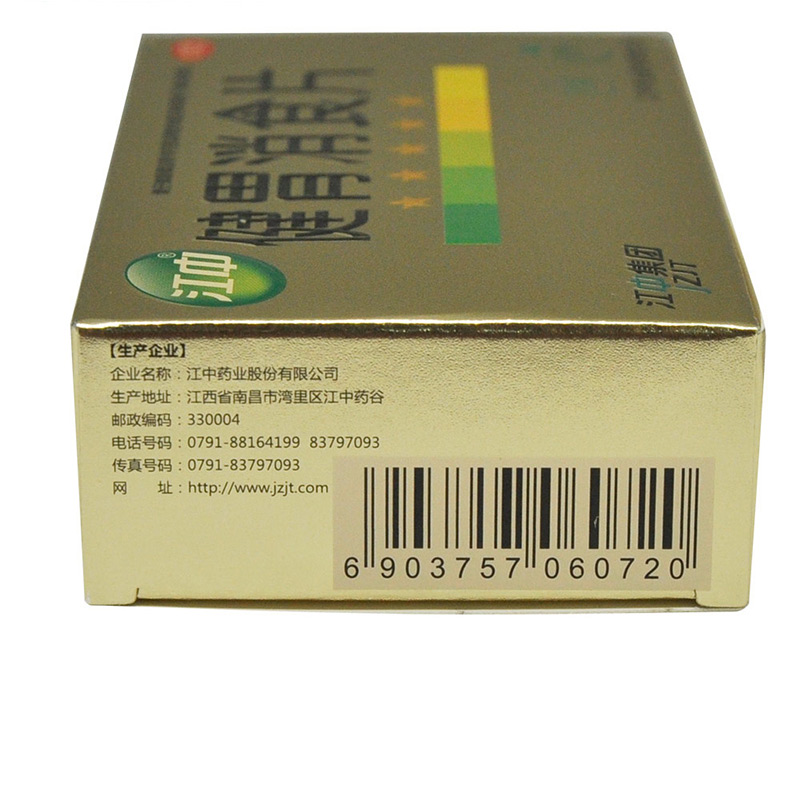 健胃消食片
江中®
江中集团
JZJT
【生产企业】
企业名称：江中药业股份有限公司
生产地址：江西省南昌市湾里区江中药谷
邮政编码：330004
电话号码：0791-88164199 83797093
传真号码：0791-83797093
网 址：http://www.jzjt.com
6 903757 060720